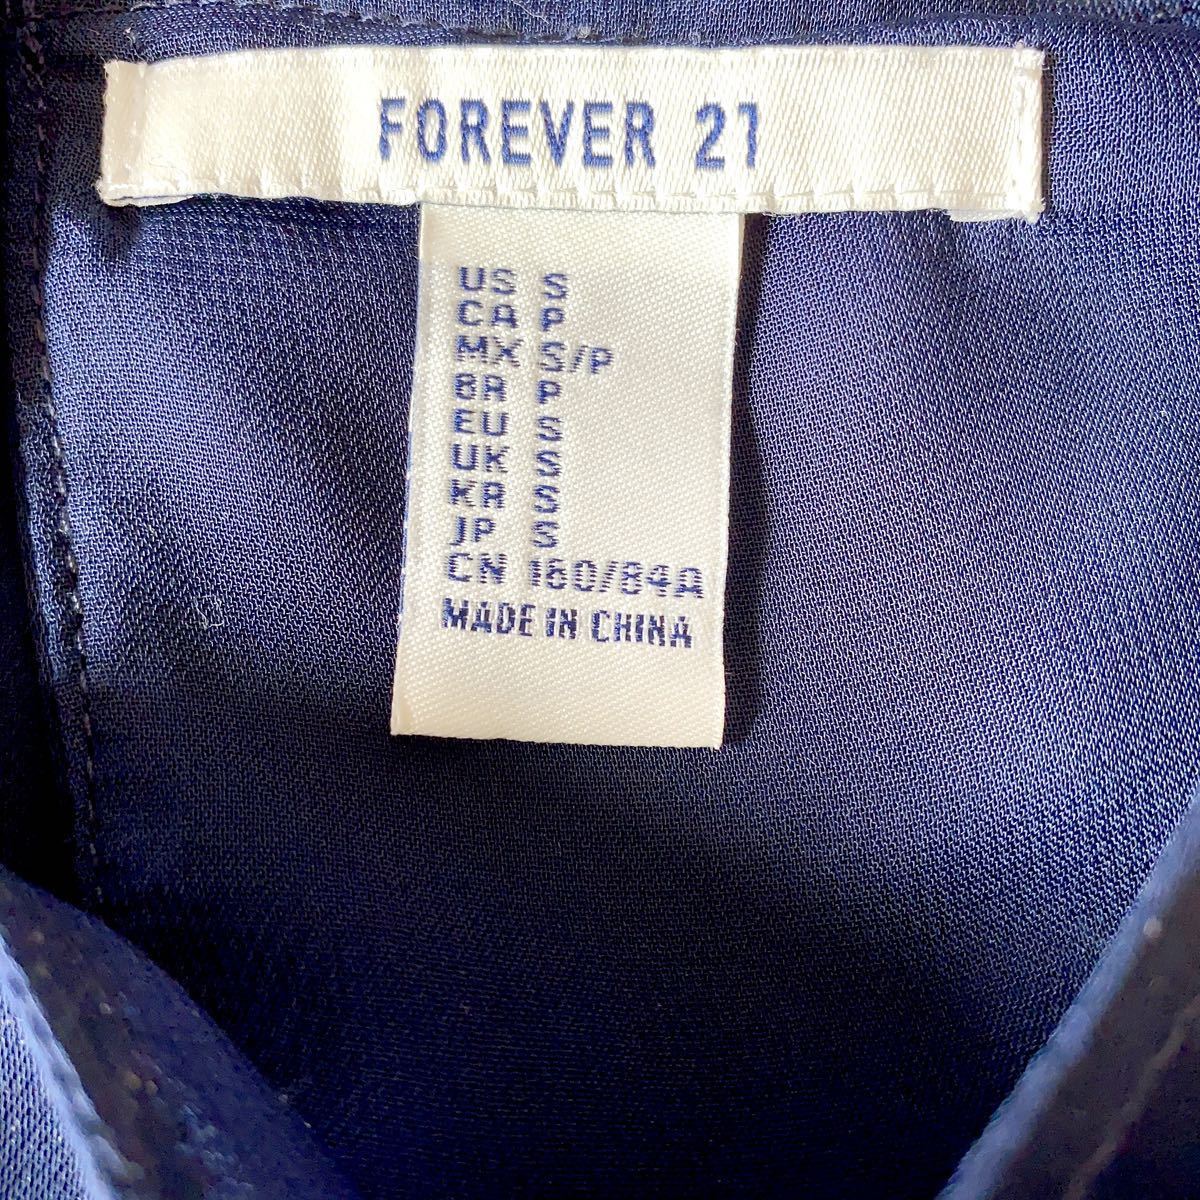 FOREVER 21
US S
CA P
MX S/P
BR P
EU S
UK S
KR S
JP S
CN 160/84A
MADE IN CHINA